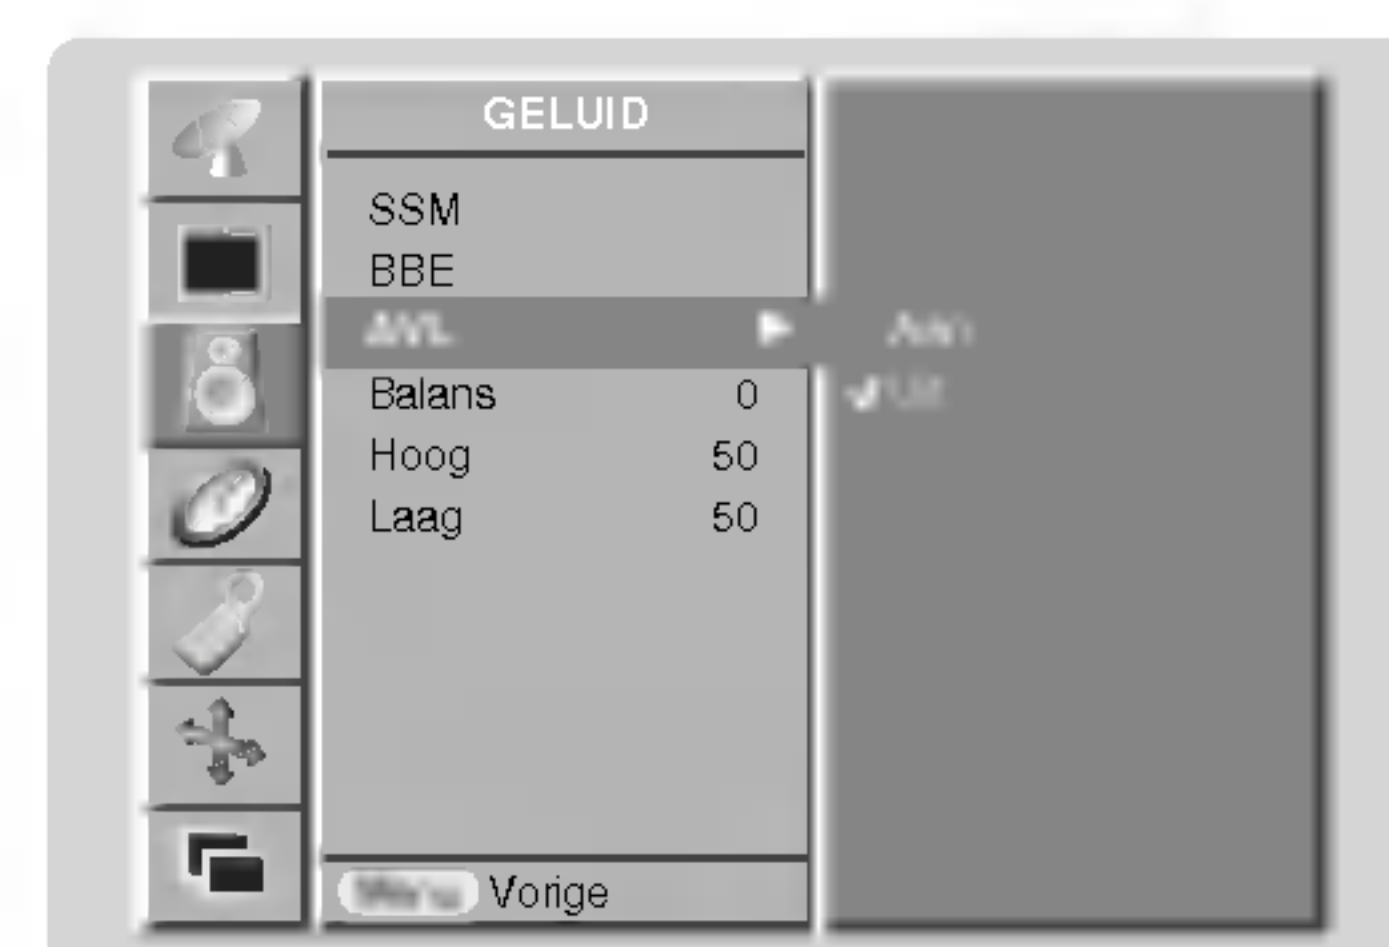 GELUID
SSM
BBE
AVL Aan
Balans 0
Uit
Hoog 50
Laag 50
Menu Vorige